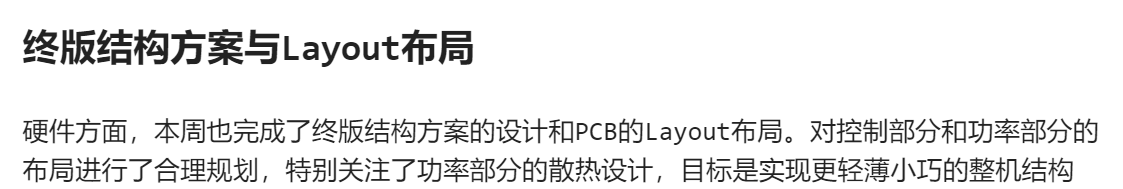 终版结构方案与Layout布局
硬件方面，本周也完成了终版结构方案的设计和PCB的Layout布局。对控制部分和功率部分的
布局进行了合理规划，特别关注了功率部分的散热设计，目标是实现更轻薄小巧的整机结构